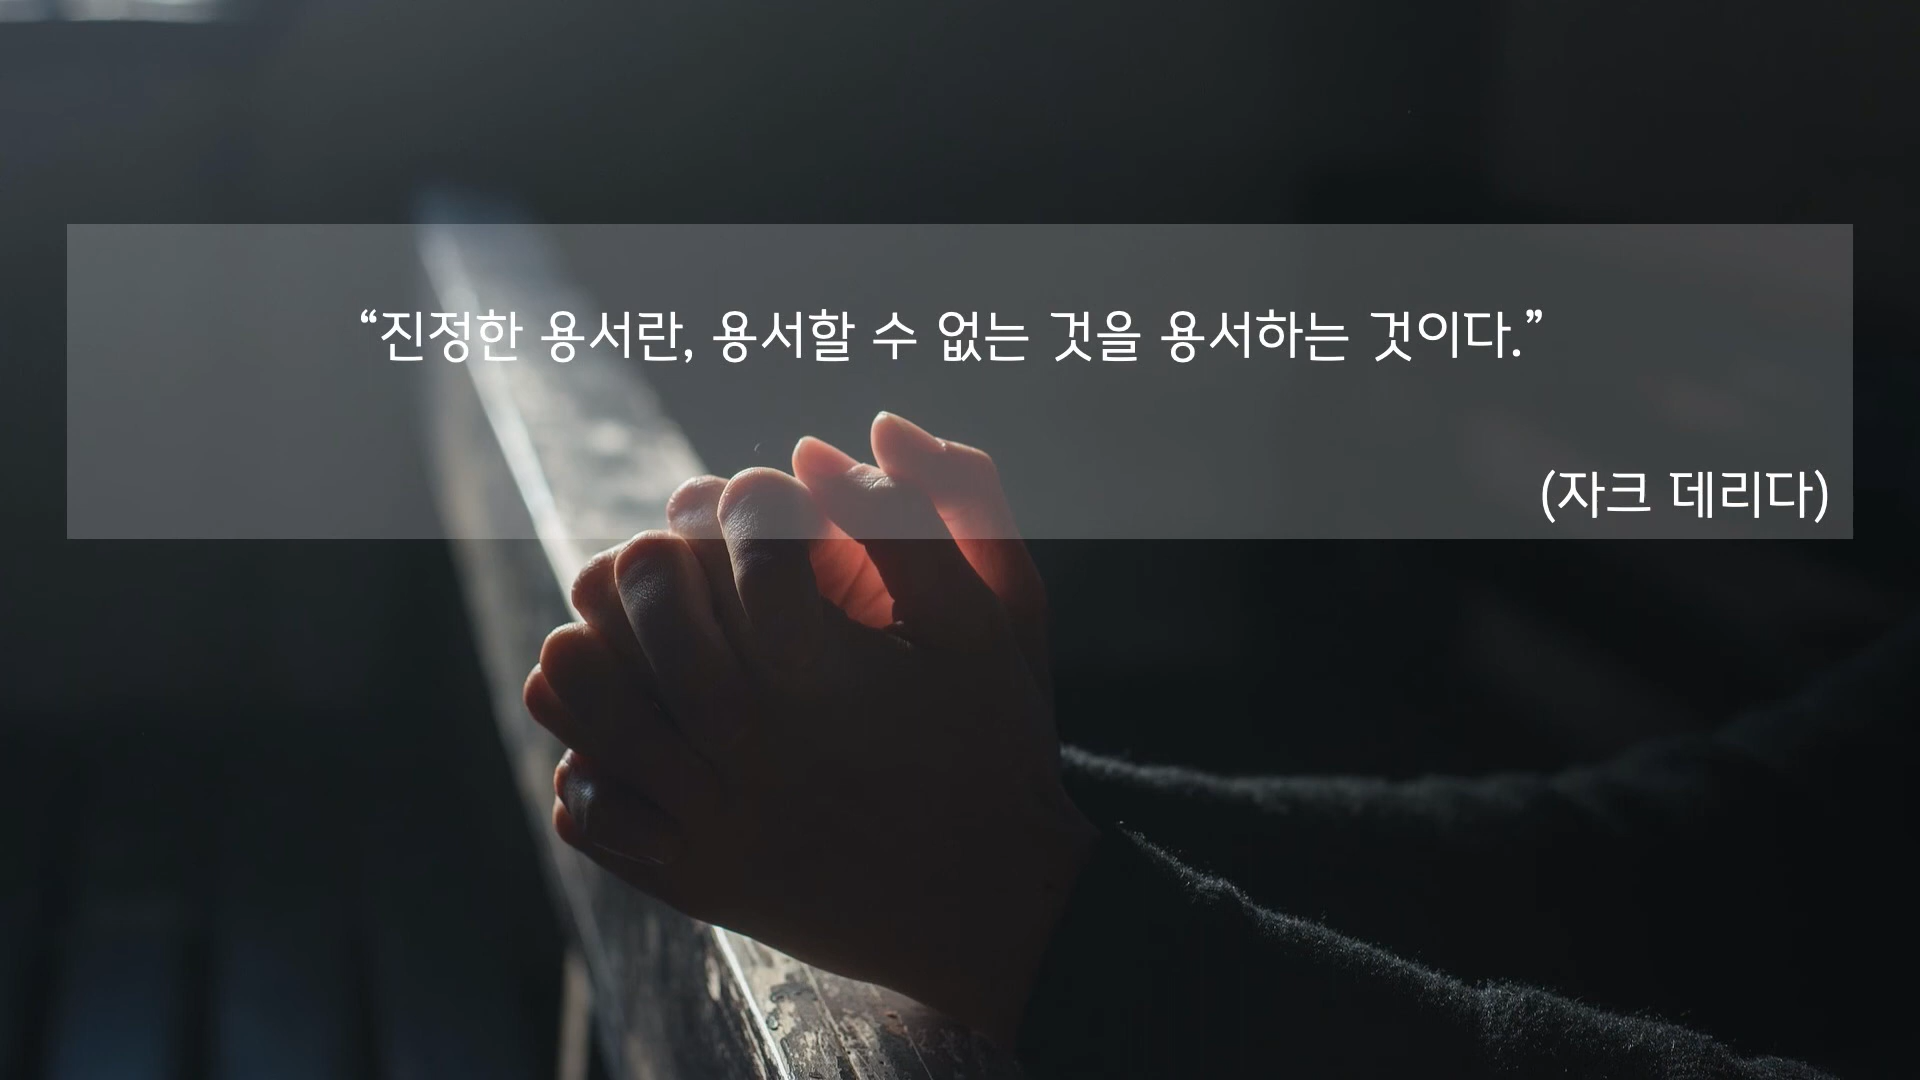 “진정한 용서란, 용서할 수 없는 것을 용서하는 것이다.”
(자크 데리다)